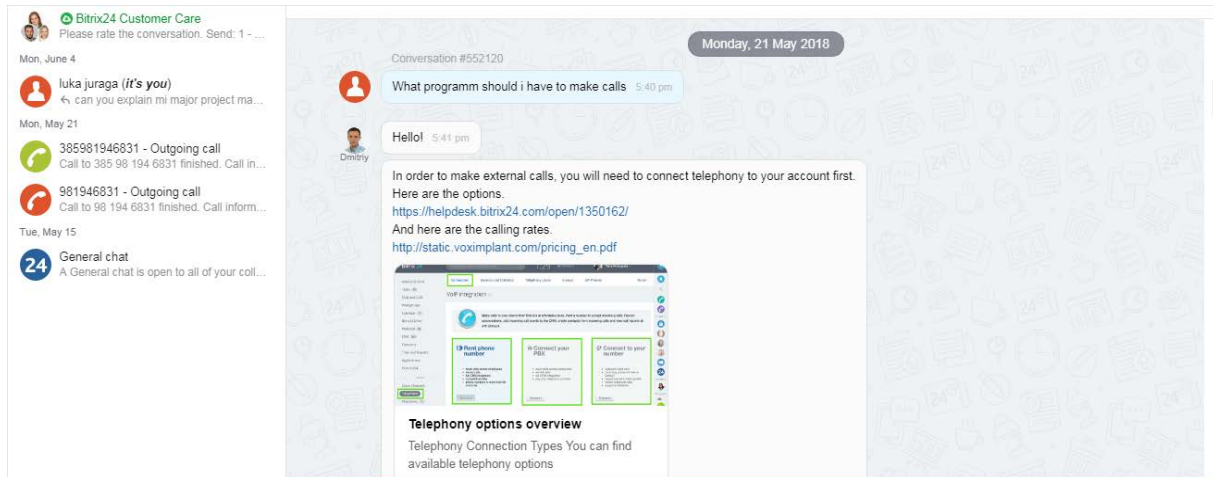 Bitrix24 Customer Care
Please rate the conversation. Send: 1 - ...
Mon, June 4
luka juraga (it's you)
can you explain mi major project ma...
Mon, May 21
385981946831 - Outgoing call
Call to 385 98 194 6831 finished. Call in...
981946831 - Outgoing call
Call to 98 194 6831 finished. Call inform...
Tue, May 15
24
General chat
A General chat is open to all of your coll...
Monday, 21 May 2018
Conversation #552120
What programm should i have to make calls 5:40 pm
Hello! 5:41 pm
Dmitriy
In order to make external calls, you will need to connect telephony to your account first.
Here are the options.
https://helpdesk.bitrix24.com/open/1350162/
And here are the calling rates.
http://static.voximplant.com/pricing_en.pdf
VoIP integration
Rent phone
number
Connect your
PBX
Connect to your
number
Telephony options overview
Telephony Connection Types You can find
available telephony options